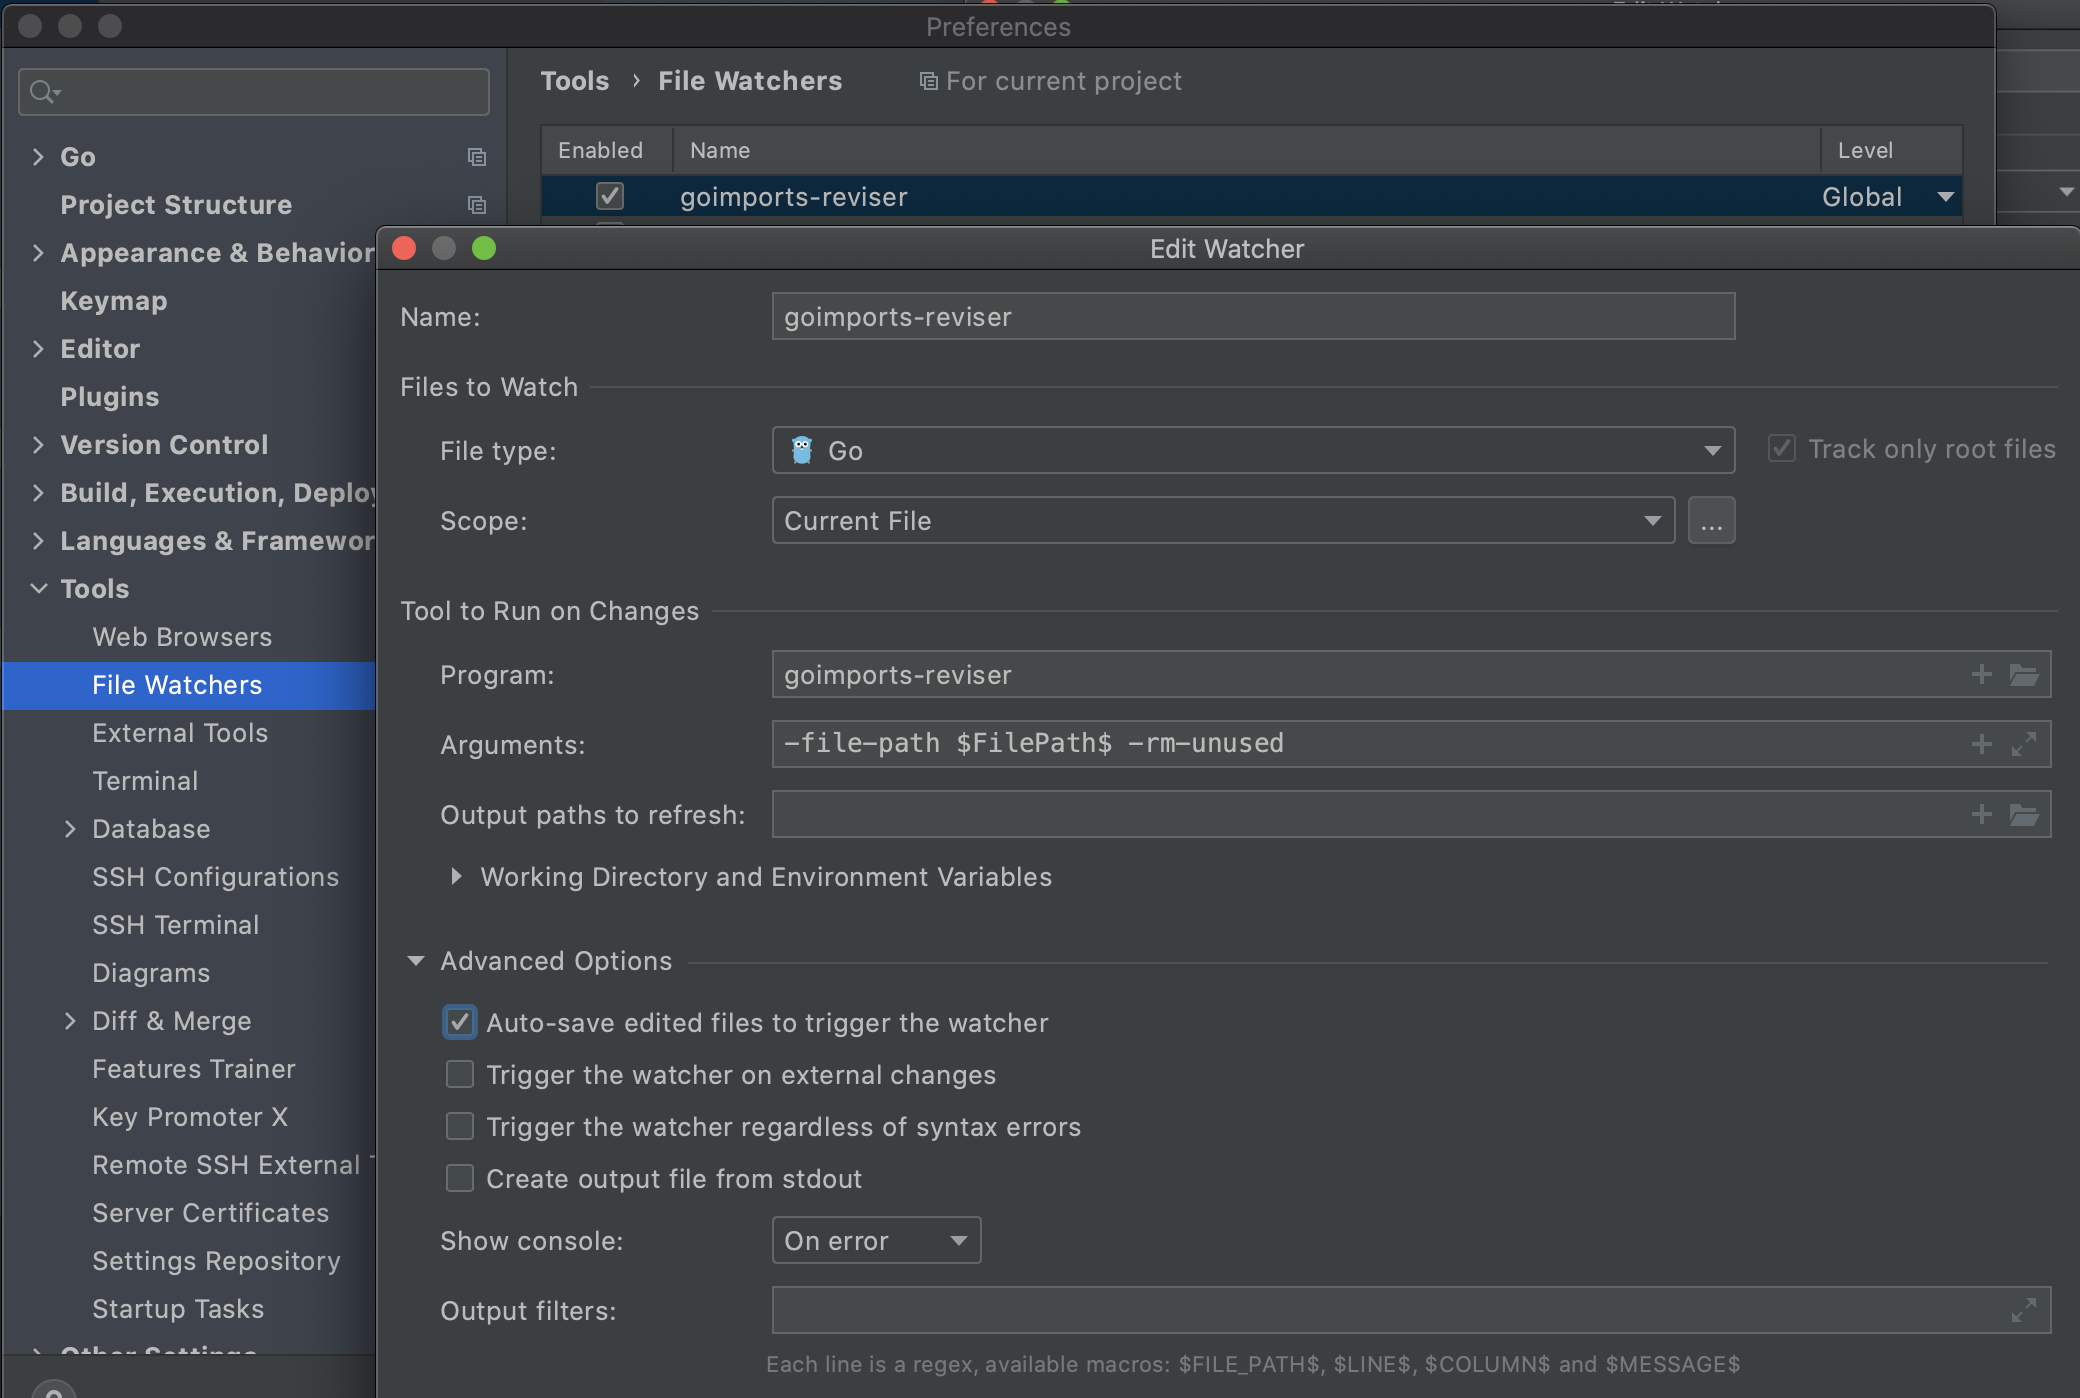 Preferences
Tools › File Watchers For current project
Enabled Name Level
goimports-reviser Global
Go
Project Structure
Appearance & Behavior
Keymap
Editor
Plugins
Version Control
Build, Execution, Deploy
Languages & Framewor
Tools
Web Browsers
File Watchers
External Tools
Terminal
Database
SSH Configurations
SSH Terminal
Diagrams
Diff & Merge
Features Trainer
Key Promoter X
Remote SSH External
Server Certificates
Settings Repository
Startup Tasks
Other Settings
Edit Watcher
Name: goimports-reviser
Files to Watch
File type: Go Track only root files
Scope: Current File ...
Tool to Run on Changes
Program: goimports-reviser
Arguments: -file-path $FilePath$ -rm-unused
Output paths to refresh:
Working Directory and Environment Variables
Advanced Options
Auto-save edited files to trigger the watcher
Trigger the watcher on external changes
Trigger the watcher regardless of syntax errors
Create output file from stdout
Show console: On error
Output filters:
Each line is a regex, available macros: $FILE_PATH$, $LINE$, $COLUMN$ and $MESSAGE$